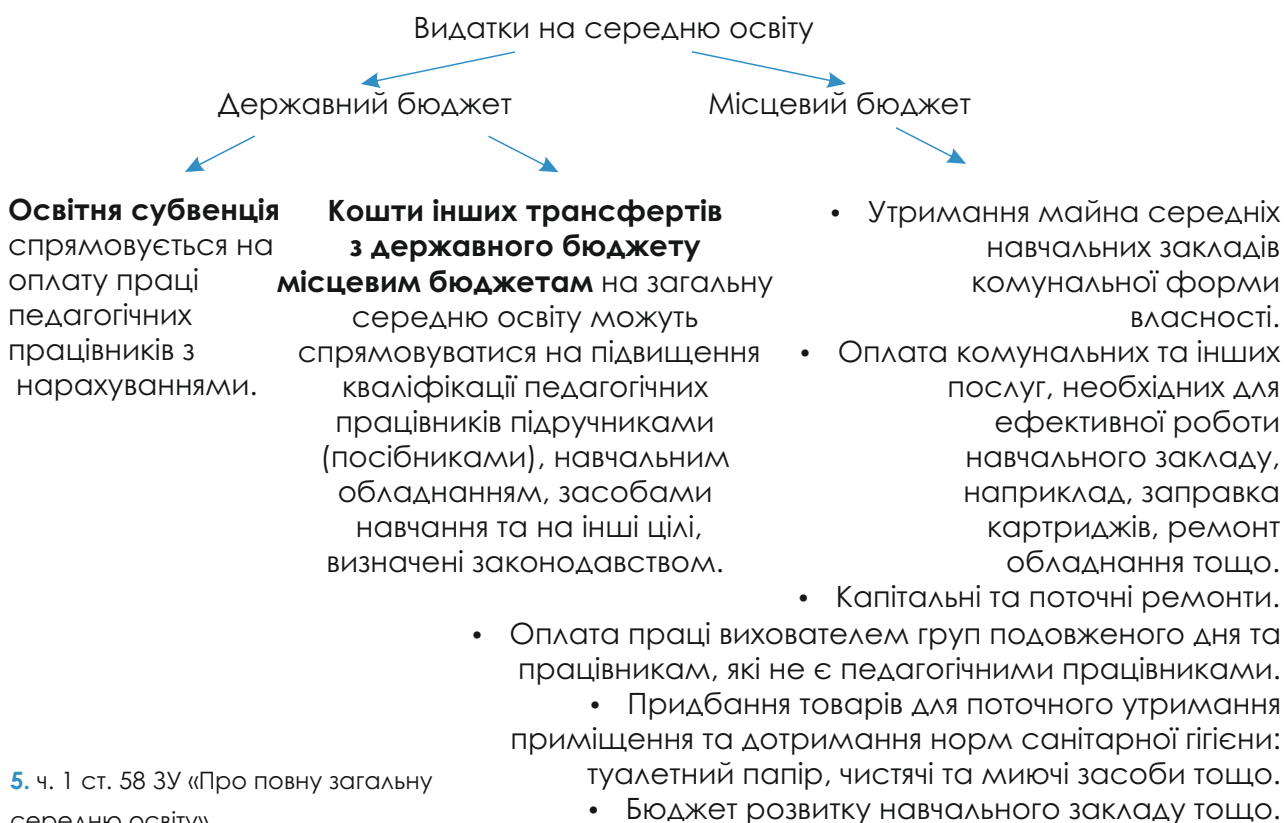 Видатки на середню освіту
Державний бюджет
Місцевий бюджет
Освітня субвенція
спрямовується на
оплату праці
педагогічних
працівників з
нарахуваннями.
Кошти інших трансфертів
з державного бюджету
місцевим бюджетам на загальну
середню освіту можуть
спрямовуватися на підвищення
кваліфікації педагогічних
працівників підручниками
(посібниками), навчальним
обладнанням, засобами
навчання та на інші цілі,
визначені законодавством.
• Утримання майна середніх
навчальних закладів
комунальної форми
власності.
• Оплата комунальних та інших
послуг, необхідних для
ефективної роботи
навчального закладу,
наприклад, заправка
картриджів, ремонт
обладнання тощо.
• Капітальні та поточні ремонти.
• Оплата праці вихователем груп подовженого дня та
працівникам, які не є педагогічними працівниками.
• Придбання товарів для поточного утримання
приміщення та дотримання норм санітарної гігієни:
туалетний папір, чистячі та миючі засоби тощо.
• Бюджет розвитку навчального закладу тощо.
5. ч. 1 ст. 58 ЗУ «Про повну загальну
середню освіту»